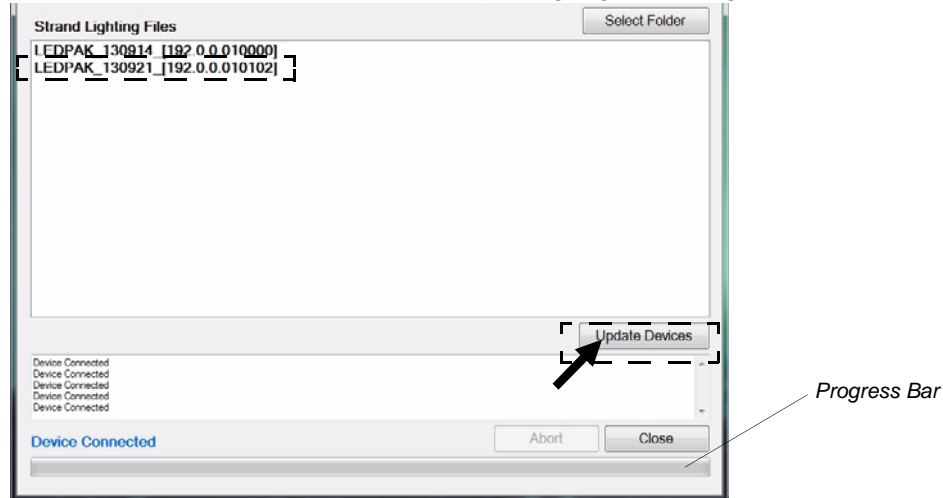 Strand Lighting Files
Select Folder
LEDPAK_130914_[192.0.0.010000]
LEDPAK_130921_[192.0.0.010102]
Update Devices
Device Connected
Device Connected
Device Connected
Device Connected
Device Connected
Progress Bar
Device Connected
Abort
Close